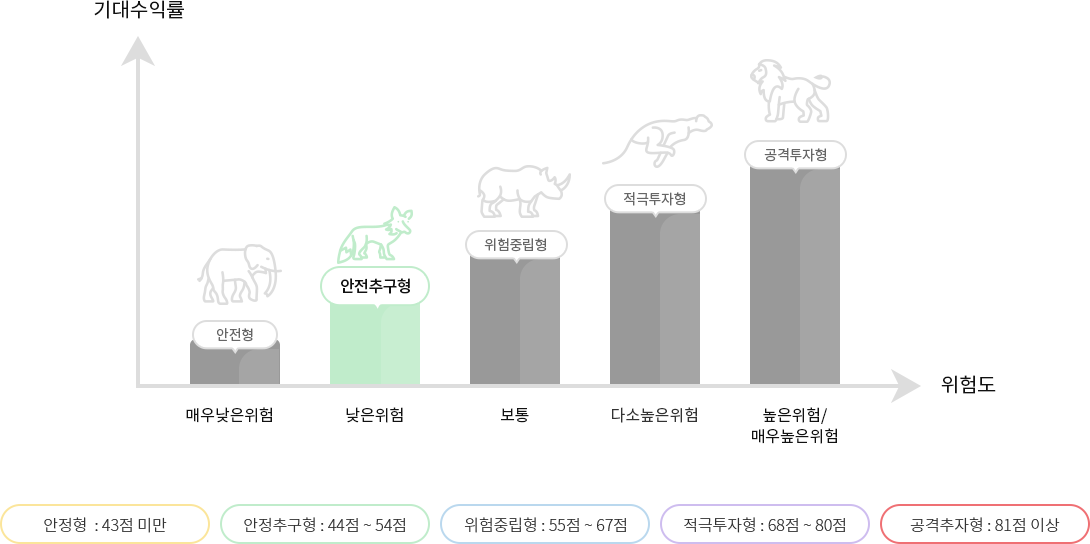 기대수익률
공격투자형
적극투자형
위험중립형
안전추구형
안전형
위험도
매우낮은위험
낮은위험
보통
다소높은위험
높은위험/
매우높은위험
안정형 : 43점 미만
안정추구형 : 44점 ~ 54점
위험중립형 : 55점 ~ 67점
적극투자형 : 68점 ~ 80점
공격추자형 : 81점 이상